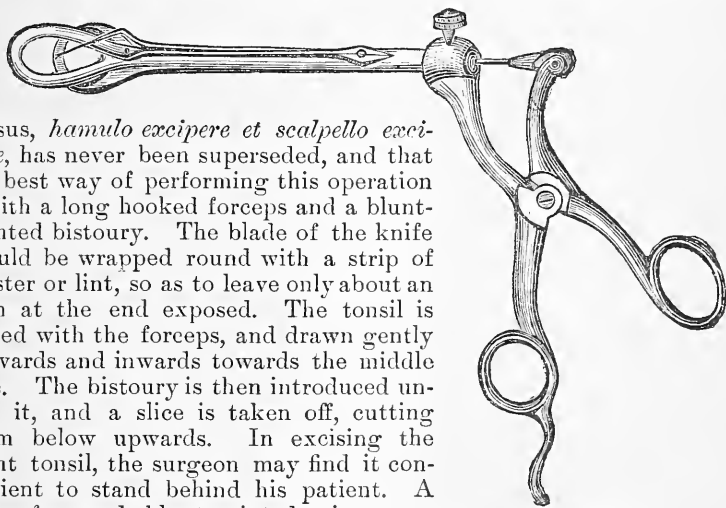 sus, hamulo excipere et scalpello exci-
has never been superseded, and that
best way of performing this operation
ith a long hooked forceps and a blunt-
nted bistoury. The blade of the knife
uld be wrapped round with a strip of
ster or lint, so as to leave only about an
at the end exposed. The tonsil is
ed with the forceps, and drawn gently
wards and inwards towards the middle
The bistoury is then introduced un-
it, and a slice is taken off, cutting
m below upwards. In excising the
nt tonsil, the surgeon may find it con-
ient to stand behind his patient. A